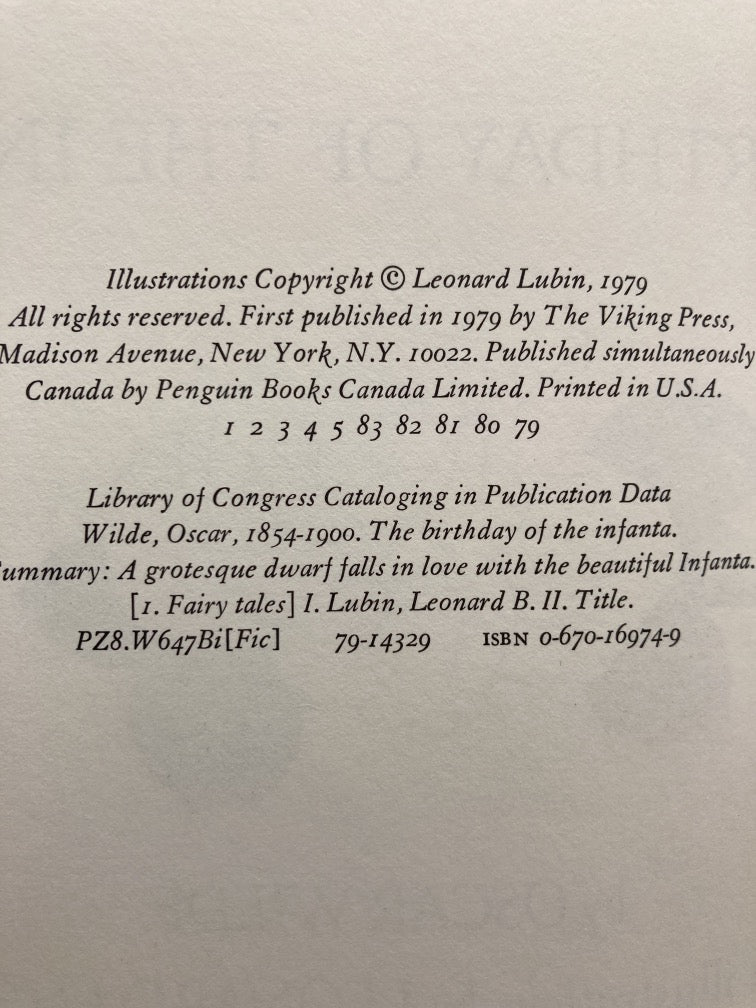 Illustrations Copyright © Leonard Lubin, 1979
All rights reserved. First published in 1979 by The Viking Press,
Madison Avenue, New York, N.Y. 10022. Published simultaneously
Canada by Penguin Books Canada Limited. Printed in U.S.A.
1 2 3 4 5 83 82 81 80 79
Library of Congress Cataloging in Publication Data
Wilde, Oscar, 1854-1900. The birthday of the infanta.
ummary: A grotesque dwarf falls in love with the beautiful Infanta.
[1. Fairy tales] I. Lubin, Leonard B. II. Title.
PZ8.W647Bi[Fic] 79-14329 ISBN 0-670-16974-9